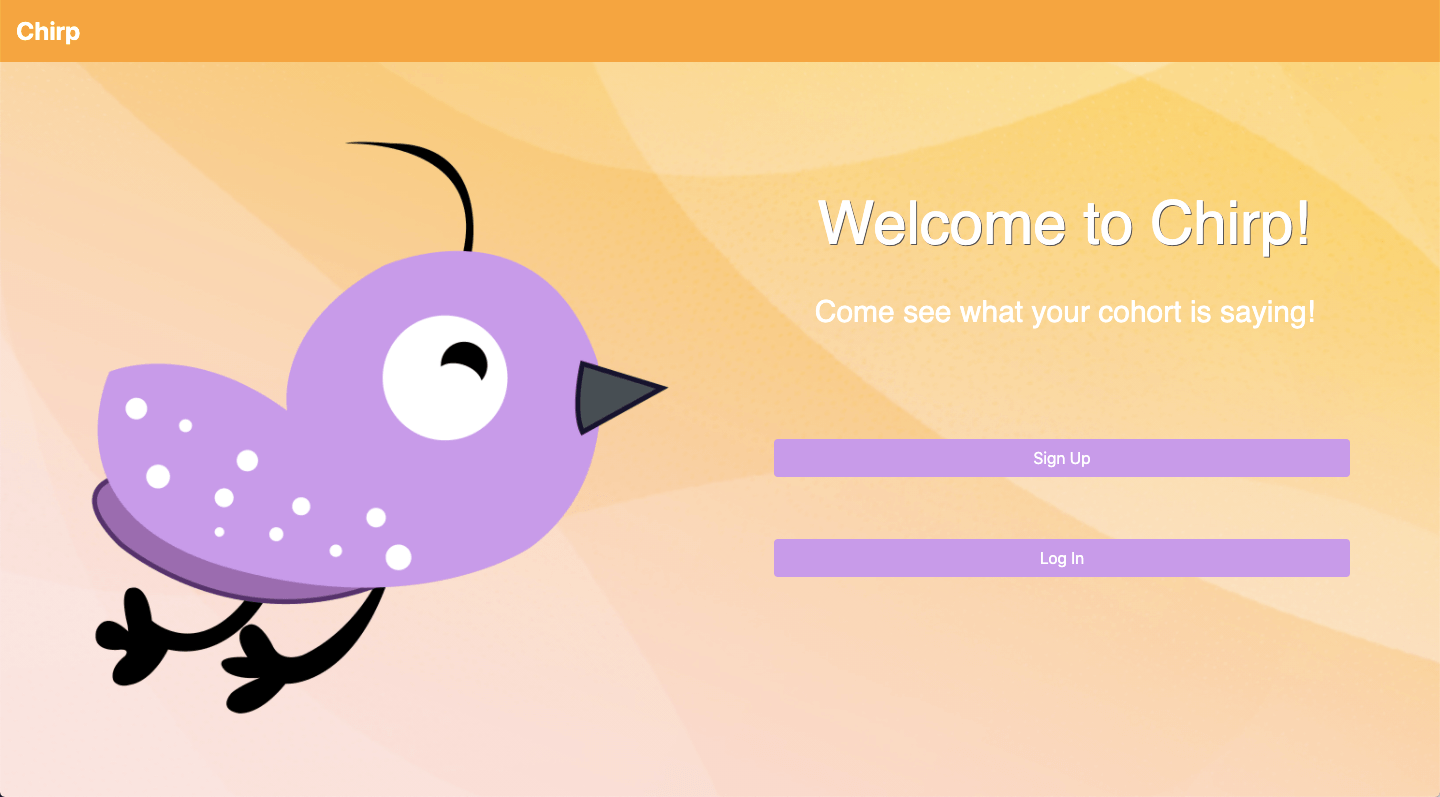 Chirp
Welcome to Chirp!
Come see what your cohort is saying!
Sign Up
Log In